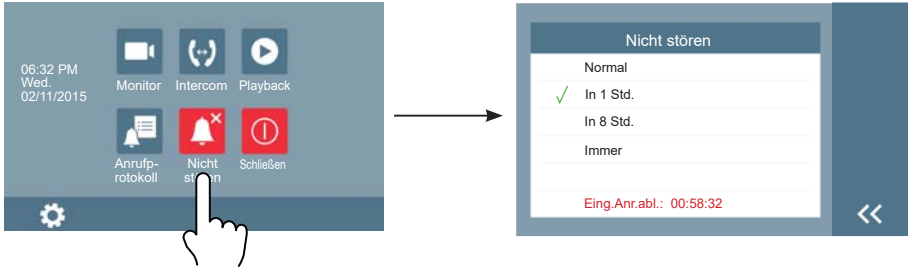 06:32 PM
Wed.
02/11/2015
Monitor
Intercom
Playback
Anrufp-
rotokoll
Nicht
stören
Schließen
Nicht stören
Normal
In 1 Std.
In 8 Std.
Immer
Eing.Anr.abl.: 00:58:32